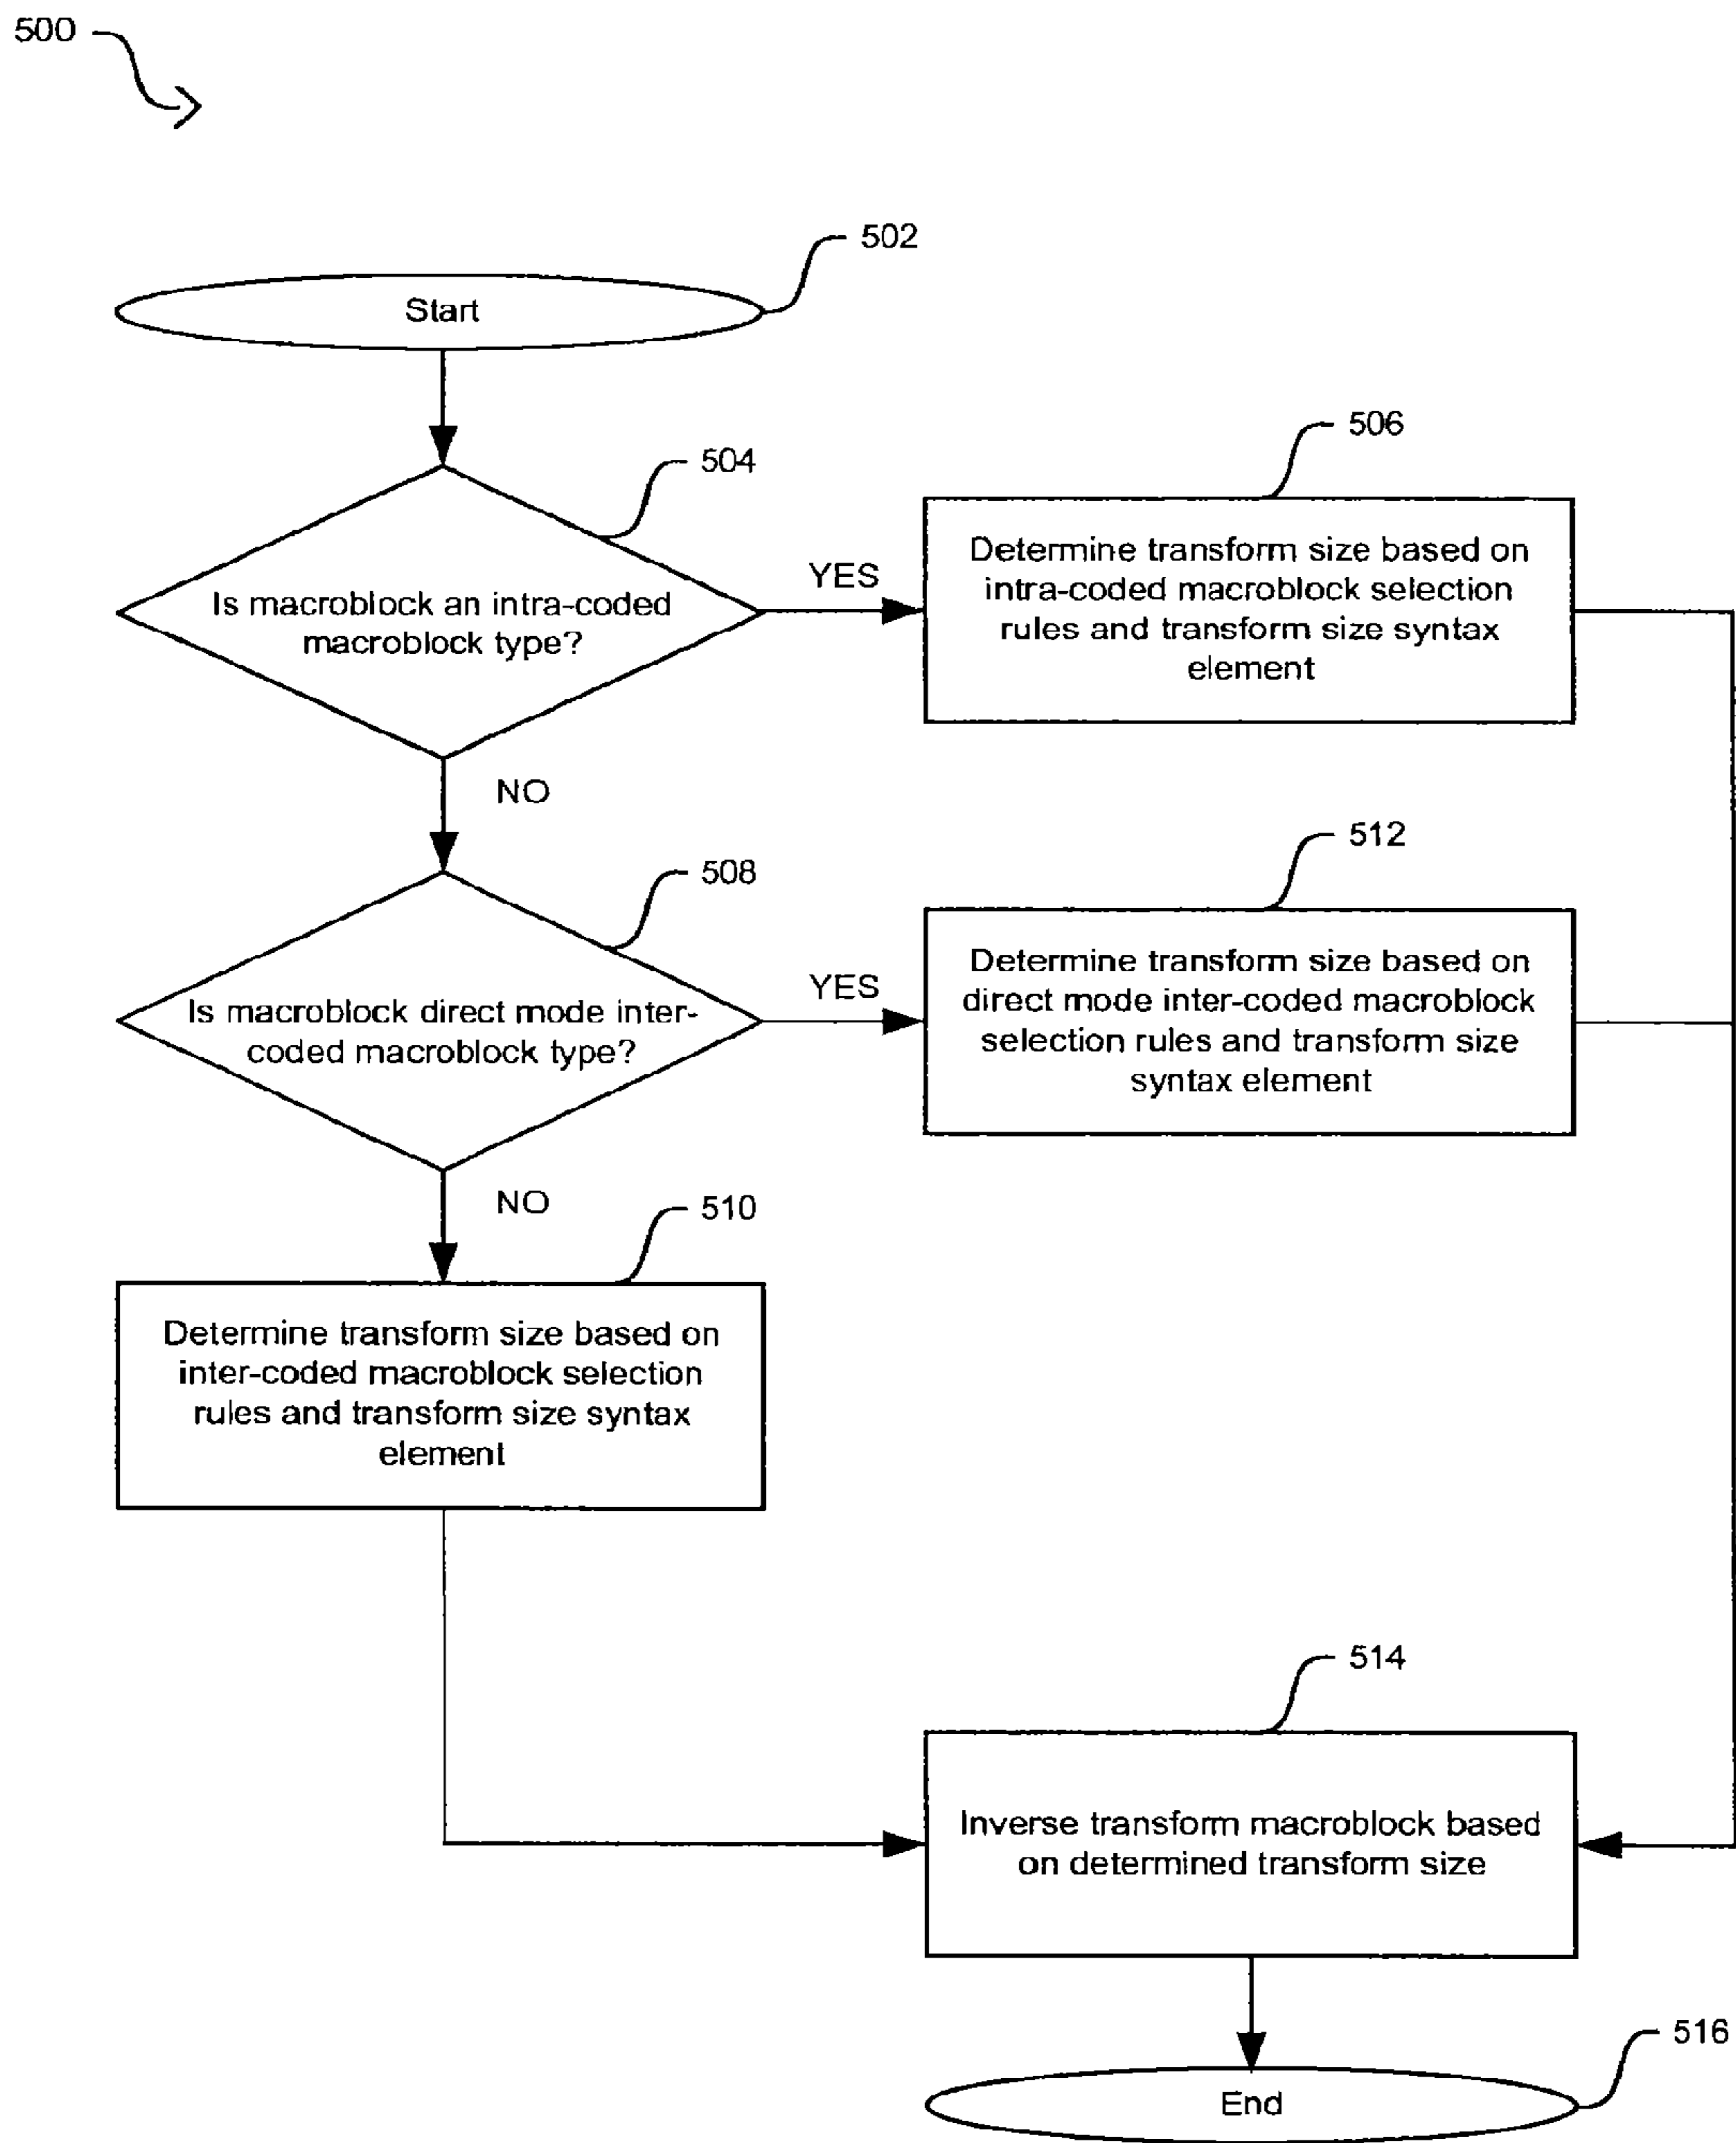 500
502
Start
504
506
Is macroblock an intra-coded
macroblock type?
YES
Determine transform size based on
intra-coded macroblock selection
rules and transform size syntax
element
NO
508
512
Is macroblock direct mode inter-
coded macroblock type?
YES
Determine transform size based on
direct mode inter-coded macroblock
selection rules and transform size
syntax element
NO
510
Determine transform size based on
inter-coded macroblock selection
rules and transform size syntax
element
514
Inverse transform macroblock based
on determined transform size
516
End